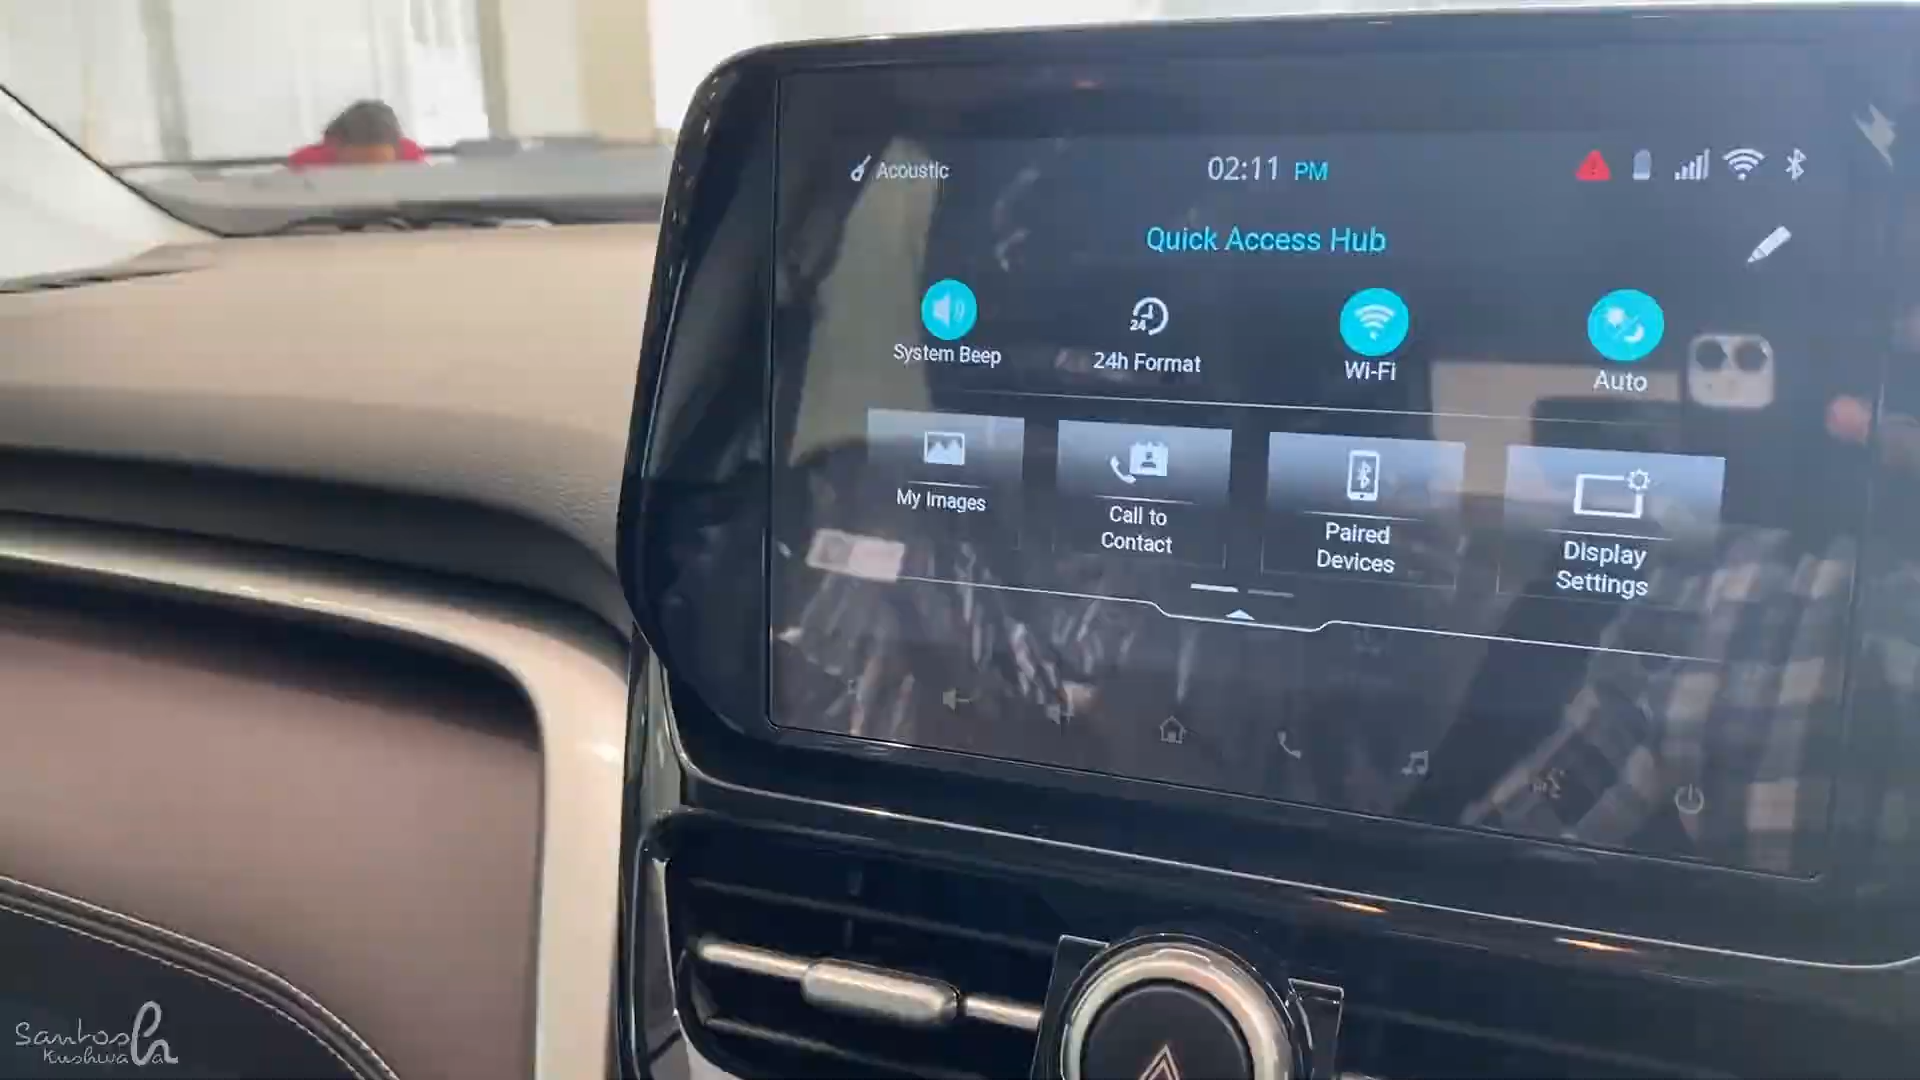 Acoustic
02:11 PM
Quick Access Hub
System Beep
24
24h Format
Wi-Fi
Auto
My Images
Call to
Contact
Paired
Devices
Display
Settings
Santosh
Kushwaha